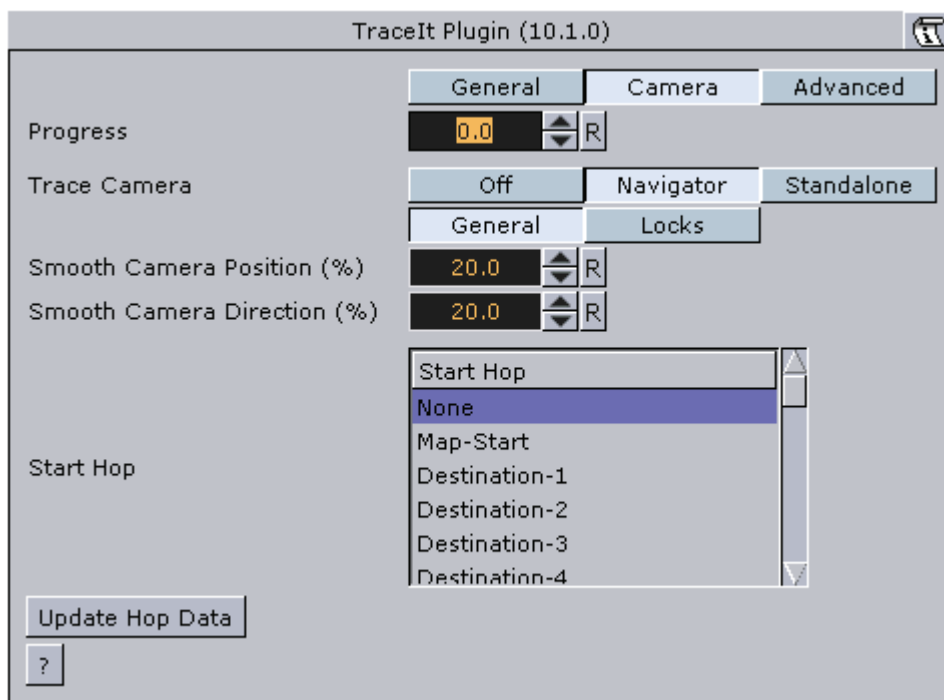 TraceIt Plugin (10.1.0)
General Camera Advanced
Progress 0.0 R
Trace Camera Off Navigator Standalone
General Locks
Smooth Camera Position (%) 20.0 R
Smooth Camera Direction (%) 20.0 R
Start Hop
None
Map-Start
Destination-1
Start Hop
Destination-2
Destination-3
Destination-4
Update Hop Data
?